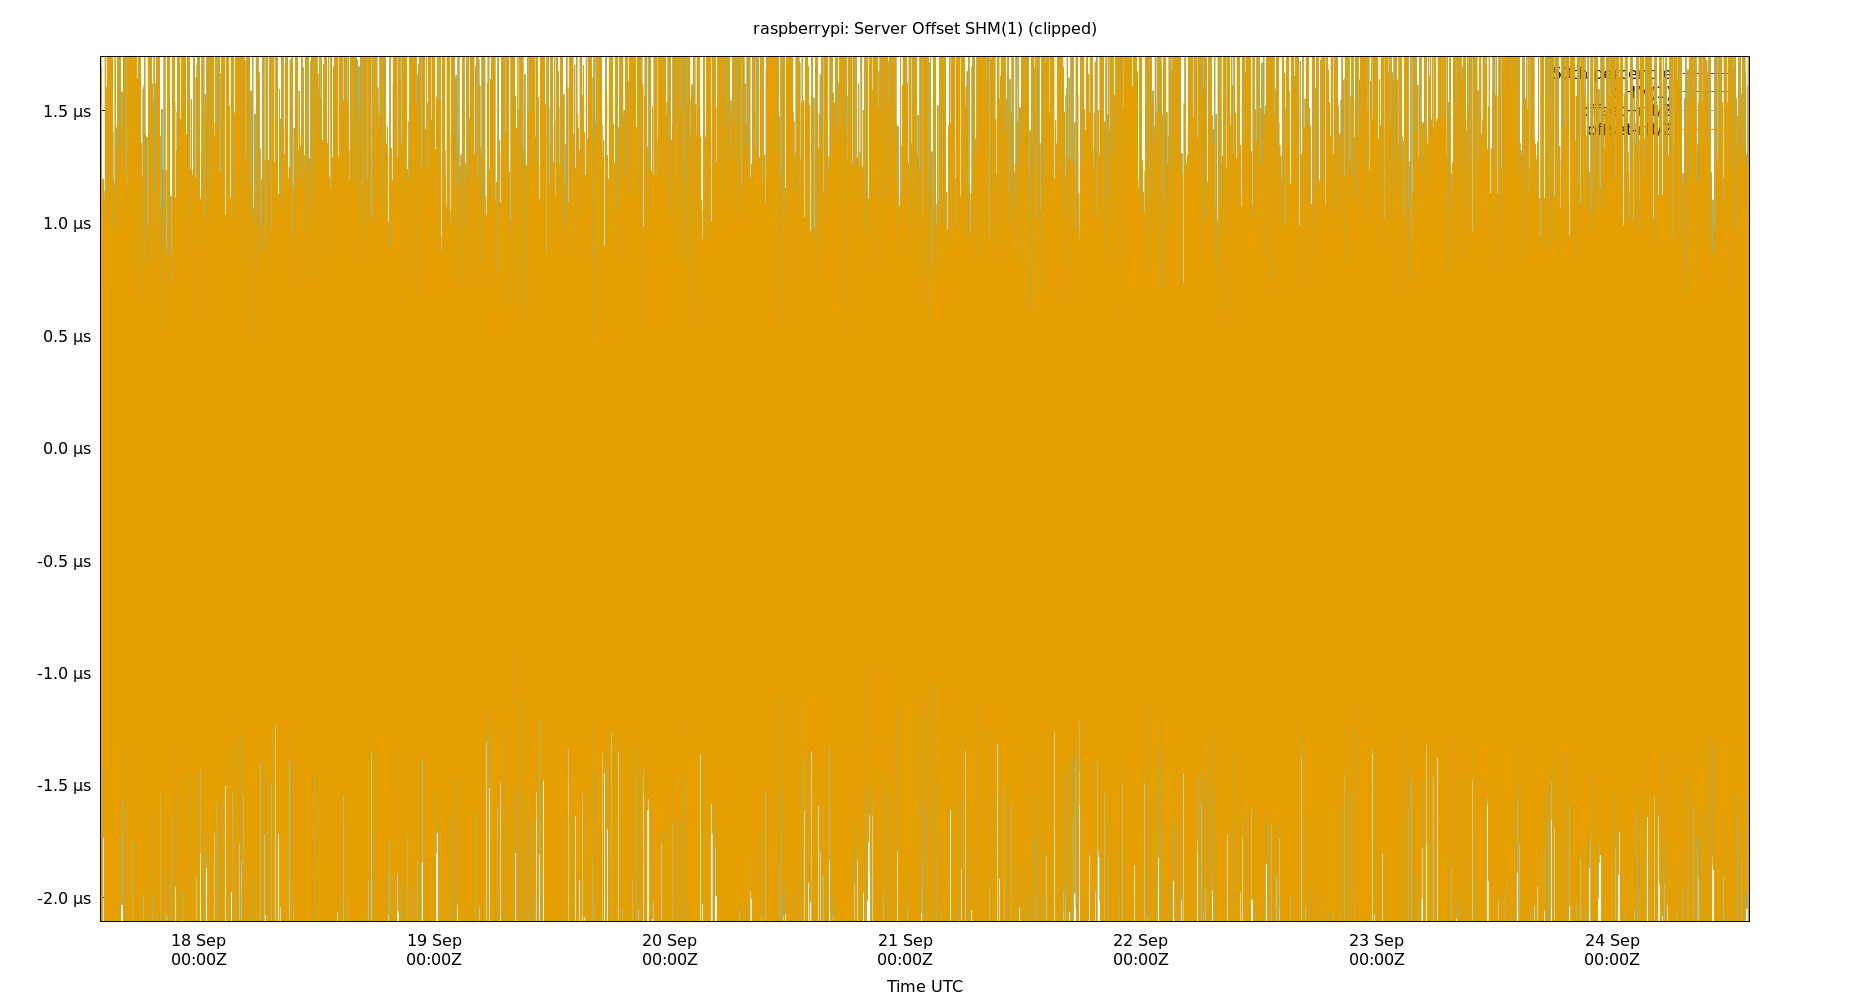 raspberrypi: Server Offset SHM(1) (clipped)
1.5 µs
1.0 µs
0.5 µs
0.0 µs
-0.5 µs
-1.0 µs
-1.5 µs
-2.0 µs
18 Sep 19 Sep 20 Sep 21 Sep 22 Sep 23 Sep 24 Sep
00:00Z 00:00Z 00:00Z 00:00Z 00:00Z 00:00Z 00:00Z
Time UTC